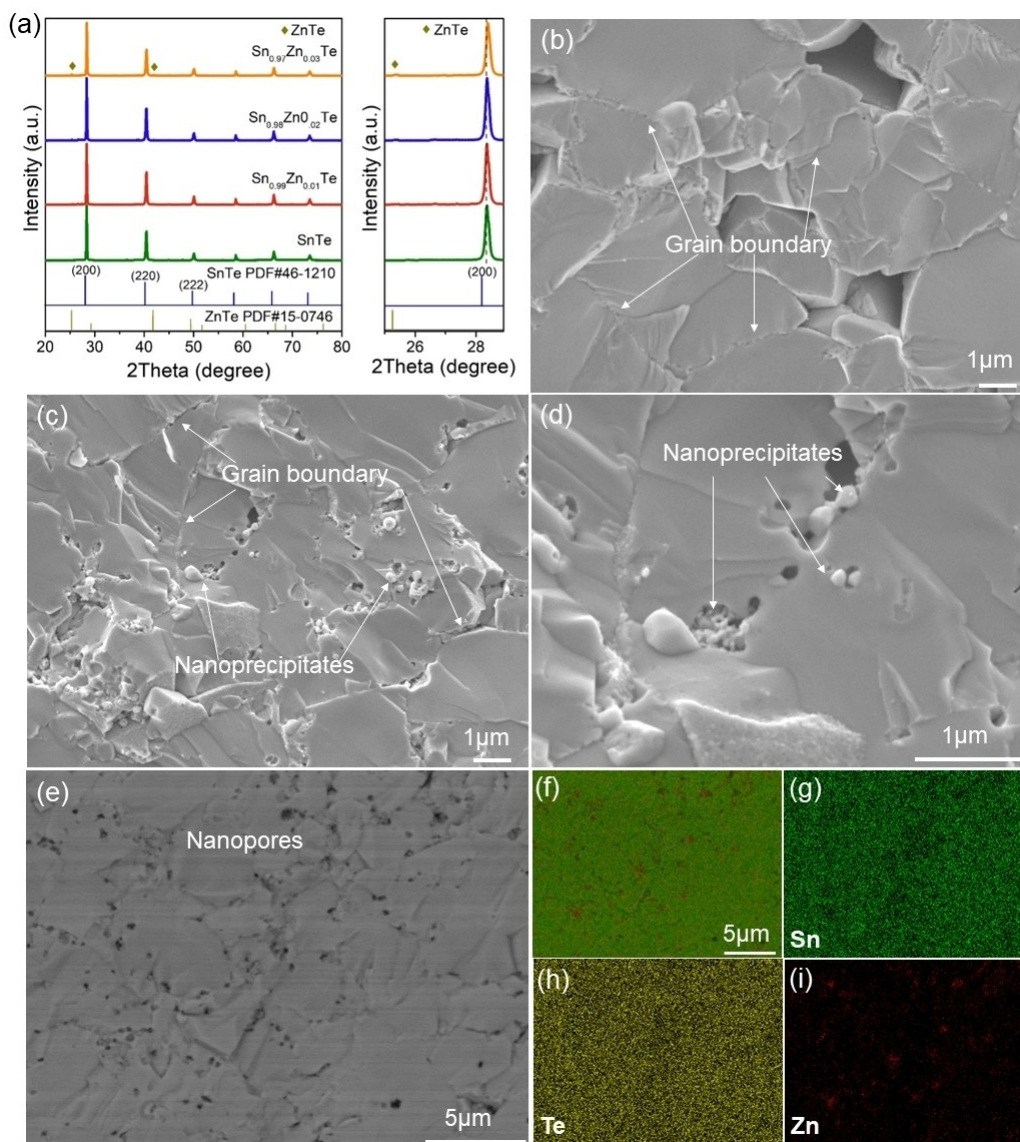 (a)
ZnTe
Sn0.97Zn0.03Te
Sn0.98Zn0.02Te
Sn0.99Zn0.01Te
SnTe
(200)
(220)
(222)
SnTe PDF#46-1210
ZnTe PDF#15-0746
Intensity (a.u.)
20 30 40 50 60 70 80
2Theta (degree)
ZnTe
(200)
Intensity (a.u.)
26 28
2Theta (degree)
(b)
Grain boundary
1μm
(c)
Grain boundary
Nanoprecipitates
1μm
(d)
Nanoprecipitates
1μm
(e)
Nanopores
5μm
(f)
5μm
(g)
Sn
(h)
Te
(i)
Zn